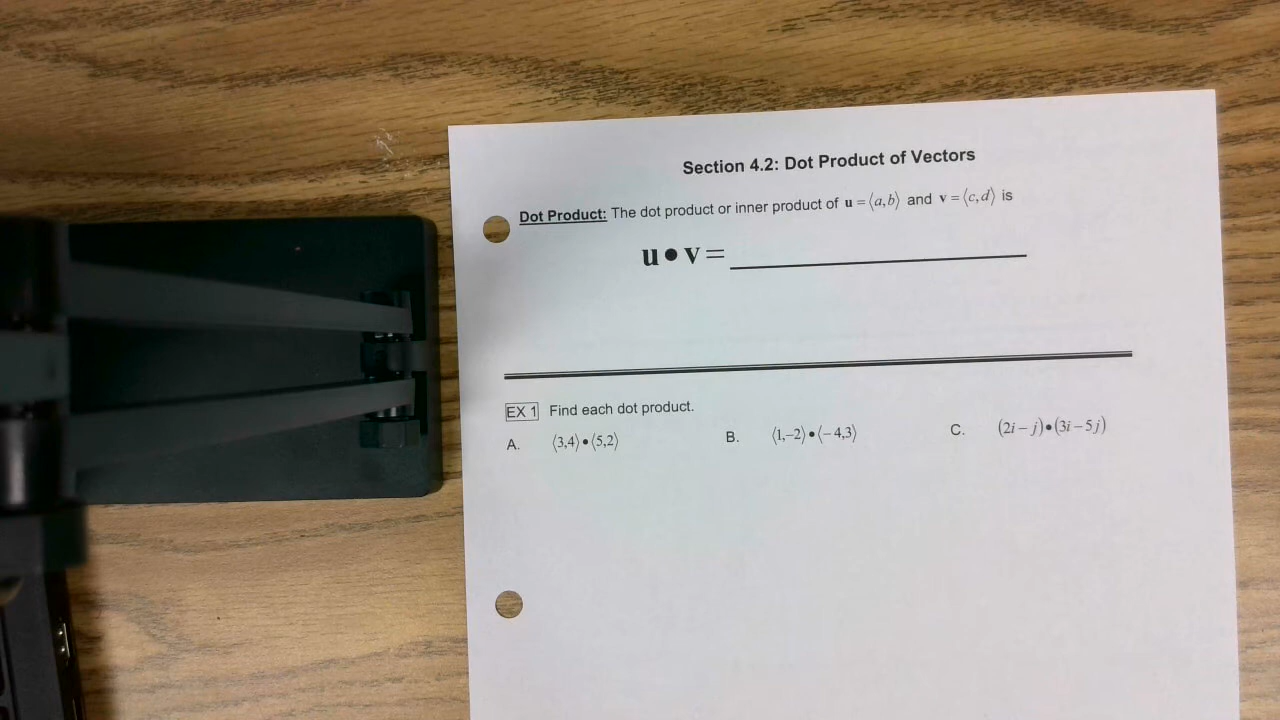 Section 4.2: Dot Product of Vectors
Dot Product: The dot product or inner product of u = ⟨a,b⟩ and v = ⟨c,d⟩ is
u • v = ____________________
EX 1 Find each dot product.
A. ⟨3,4⟩•⟨5,2⟩ B. ⟨1,−2⟩•⟨−4,3⟩ C. (2i − j)•(3i − 5j)